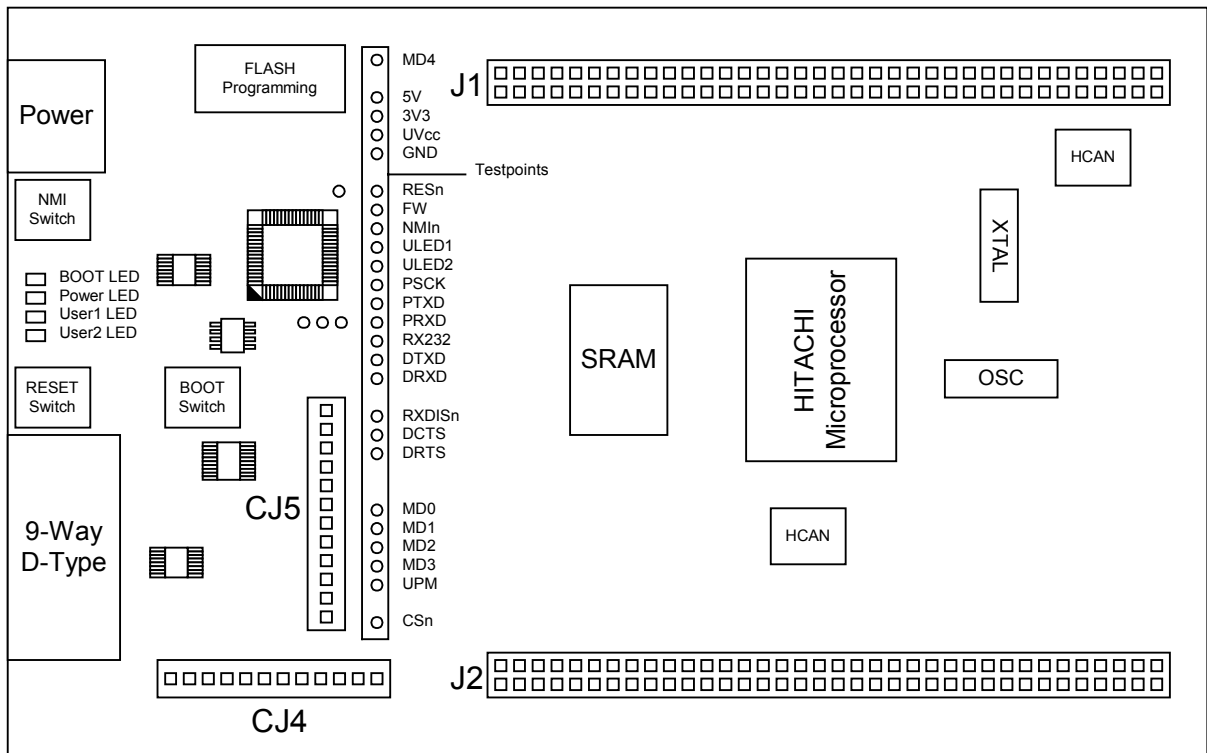 FLASH
Programming
Power
NMI
Switch
BOOT LED
Power LED
User1 LED
User2 LED
RESET
Switch
BOOT
Switch
9-Way
D-Type
CJ5
CJ4
MD4
5V
3V3
UVcc
GND
Testpoints
RESn
FW
NMIn
ULED1
ULED2
PSCK
PTXD
PRXD
RX232
DTXD
DRXD
RXDISn
DCTS
DRTS
MD0
MD1
MD2
MD3
UPM
CSn
J1
HCAN
XTAL
SRAM
HITACHI
Microprocessor
OSC
HCAN
J2